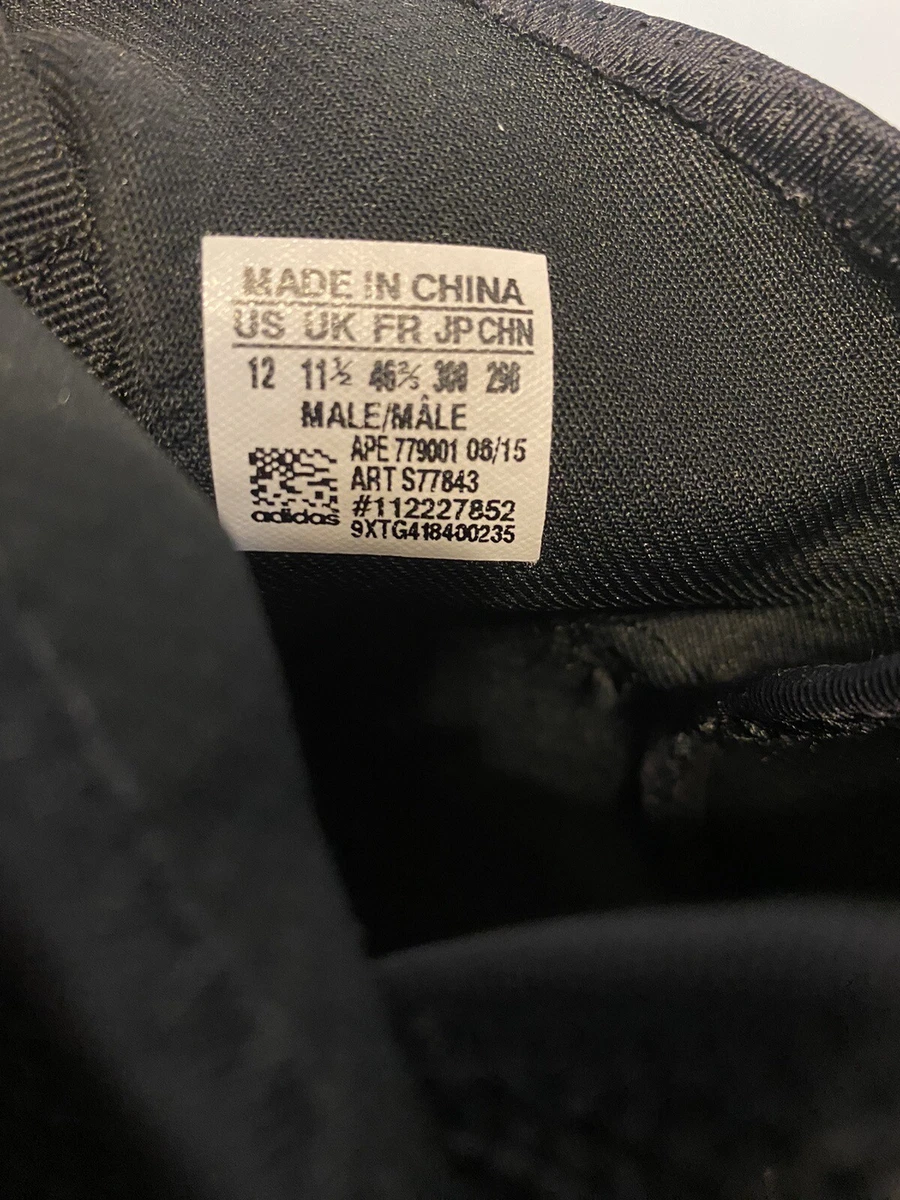 MADE IN CHINA
US UK FR JP CHN
12 11½ 46⅔ 300 290
MALE/MÂLE
APE 779001 06/15
ART S77843
#112227852
9XTG418400235
adidas